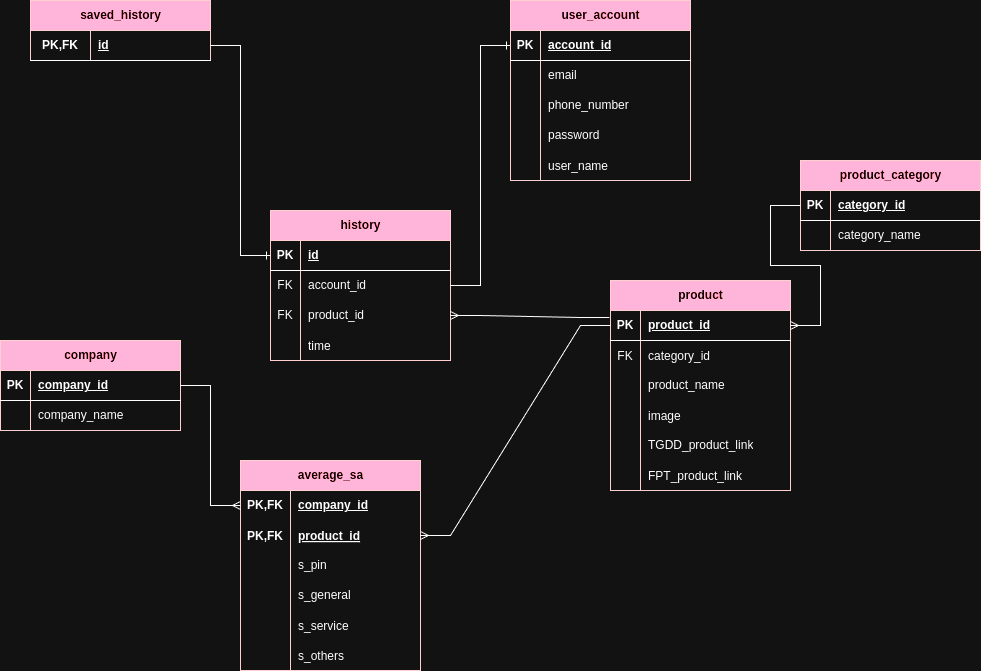 saved_history
PK,FK id
user_account
PK account_id
email
phone_number
password
user_name
product_category
PK category_id
category_name
history
PK id
FK account_id
FK product_id
time
product
PK product_id
FK category_id
product_name
image
TGDD_product_link
FPT_product_link
company
PK company_id
company_name
average_sa
PK,FK company_id
PK,FK product_id
s_pin
s_general
s_service
s_others